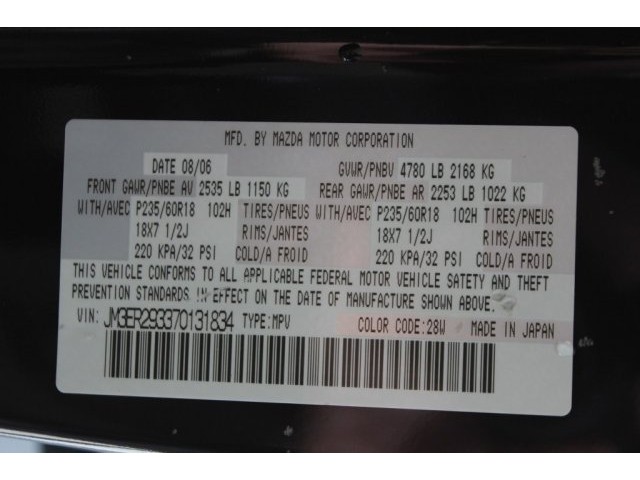 MFD. BY MAZDA MOTOR CORPORATION
DATE 08/06 GVWR/PNBV 4780 LB 2168 KG
FRONT GAWR/PNBE AV 2535 LB 1150 KG REAR GAWR/PNBE AR 2253 LB 1022 KG
WITH/AVEC P235/60R18 102H TIRES/PNEUS WITH/AVEC P235/60R18 102H TIRES/PNEUS
18X7 1/2J RIMS/JANTES 18X7 1/2J RIMS/JANTES
220 KPA/32 PSI COLD/A FROID 220 KPA/32 PSI COLD/A FROID
THIS VEHICLE CONFORMS TO ALL APPLICABLE FEDERAL MOTOR VEHICLE SAFETY AND THEFT
PREVENTION STANDARDS IN EFFECT ON THE DATE OF MANUFACTURE SHOWN ABOVE.
VIN: JM3ER293370131834 TYPE:MPV COLOR CODE:28W MADE IN JAPAN